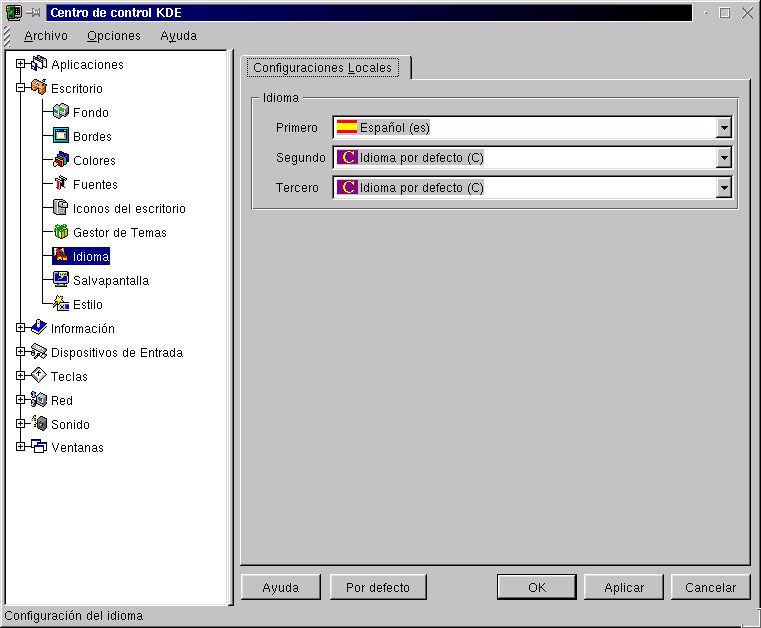 Centro de control KDE
Archivo Opciones Ayuda
Aplicaciones
Escritorio
Fondo
Bordes
Colores
Fuentes
Iconos del escritorio
Gestor de Temas
Idioma
Salvapantalla
Estilo
Información
Dispositivos de Entrada
Teclas
Red
Sonido
Ventanas
Configuraciones Locales
Idioma
Primero Español (es)
Segundo C Idioma por defecto (C)
Tercero C Idioma por defecto (C)
Ayuda Por defecto OK Aplicar Cancelar
Configuración del idioma